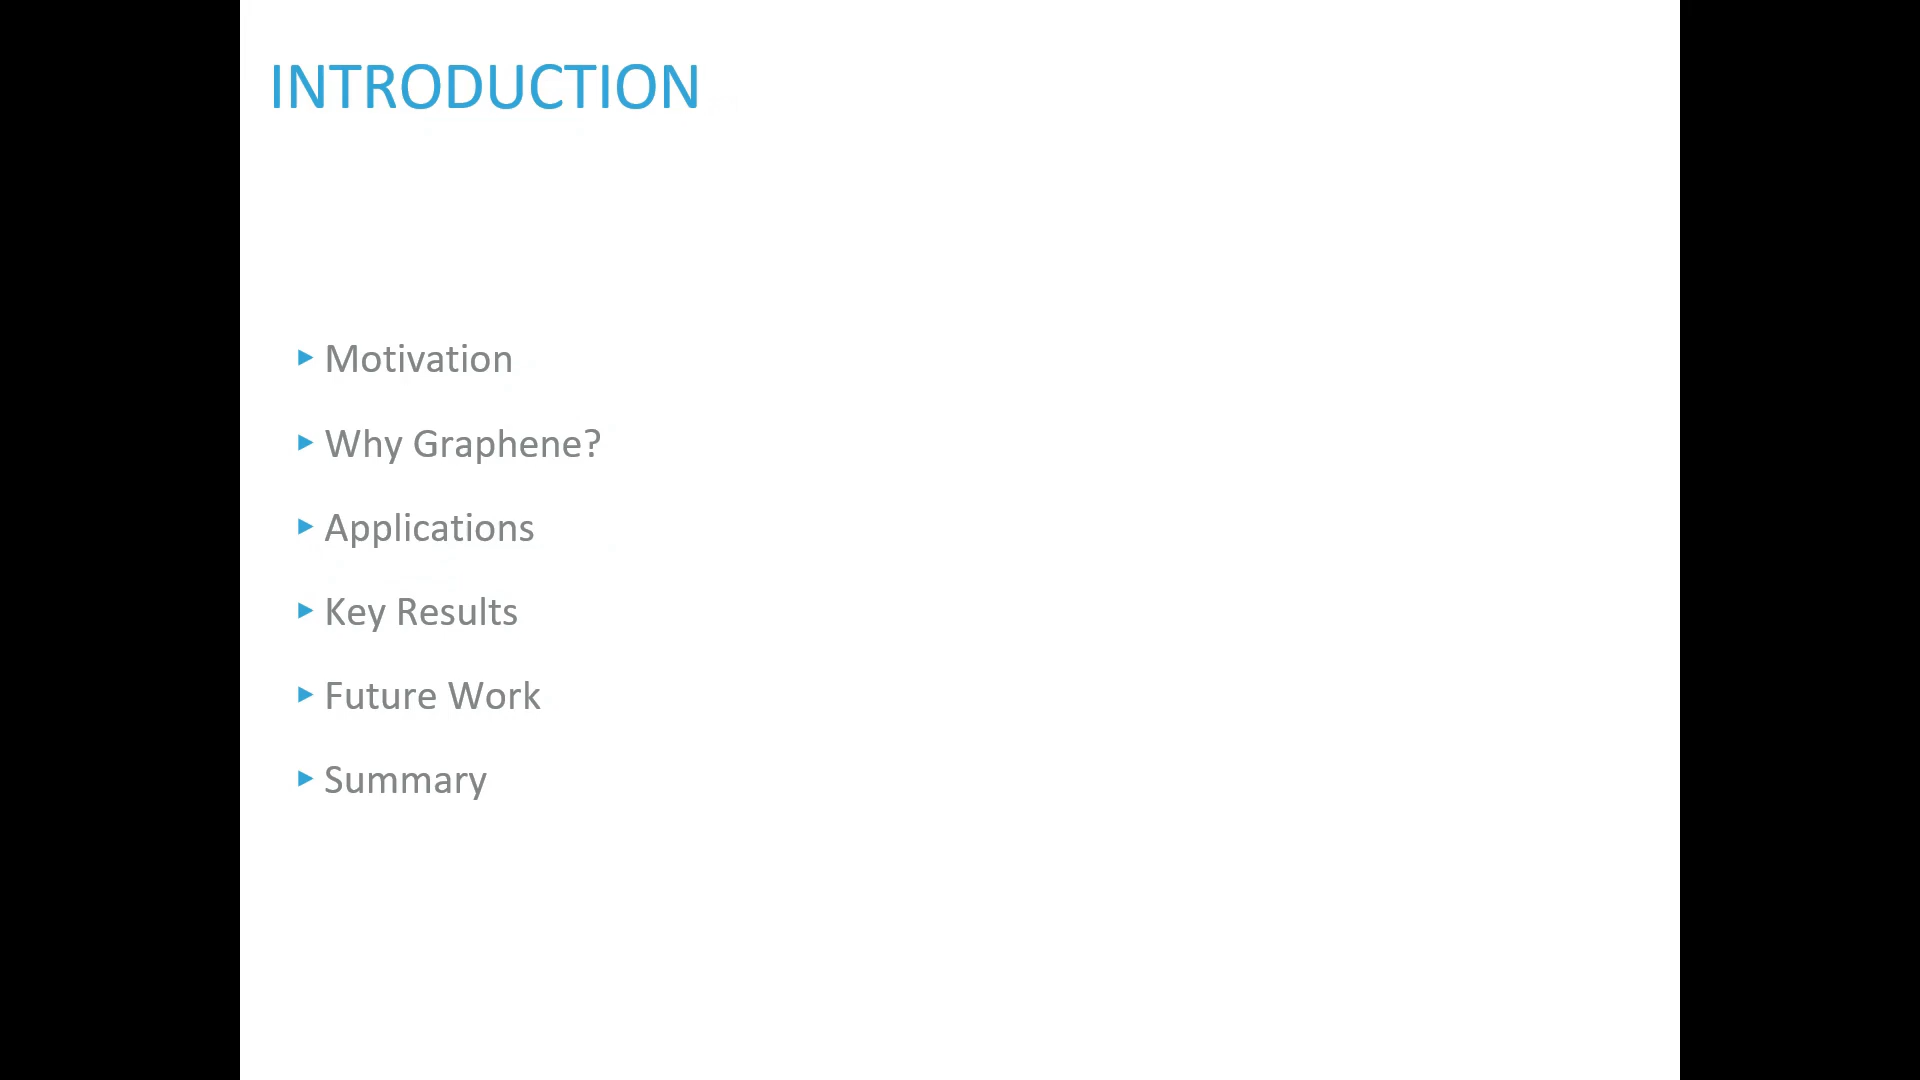 INTRODUCTION
Motivation
Why Graphene?
Applications
Key Results
Future Work
Summary